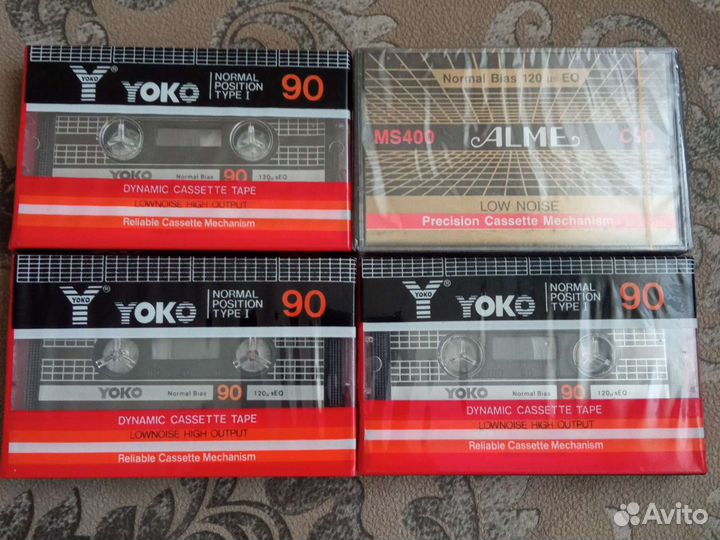 YOKO
NORMAL
POSITION
TYPE I
90
YOKO Normal Bias 90 120μsEQ
DYNAMIC CASSETTE TAPE
LOWNOISE HIGH OUTPUT
Reliable Cassette Mechanism
Normal Bias 120 μs EQ
MS400 ALME C90
LOW NOISE
Precision Cassette Mechanism
YOKO
YOKO
NORMAL
POSITION
TYPE I
90
YOKO Normal Bias 90 120μsEQ
DYNAMIC CASSETTE TAPE
LOWNOISE HIGH OUTPUT
Reliable Cassette Mechanism
YOKO
YOKO
NORMAL
POSITION
TYPE I
90
YOKO Normal Bias 90 120μsEQ
DYNAMIC CASSETTE TAPE
LOWNOISE HIGH OUTPUT
Reliable Cassette Mechanism
Avito